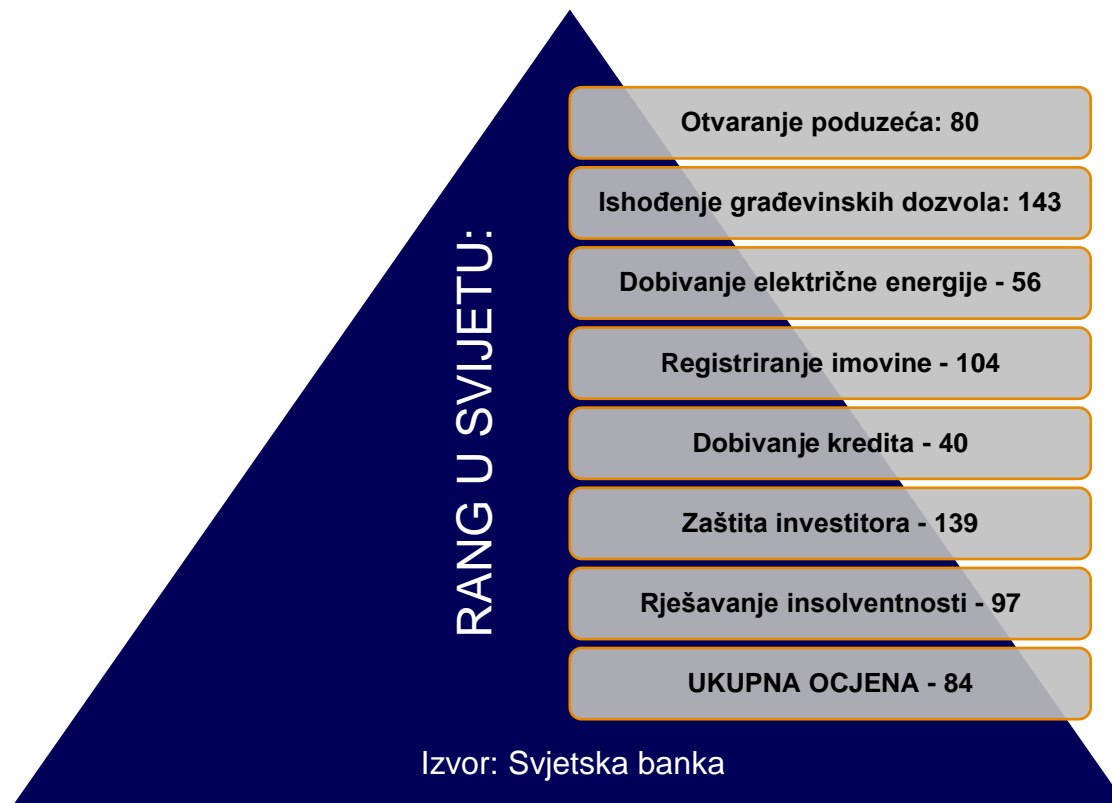 RANG U SVIJETU:
Otvaranje poduzeća: 80
Ishođenje građevinskih dozvola: 143
Dobivanje električne energije - 56
Registriranje imovine - 104
Dobivanje kredita - 40
Zaštita investitora - 139
Rješavanje insolventnosti - 97
UKUPNA OCJENA - 84
Izvor: Svjetska banka